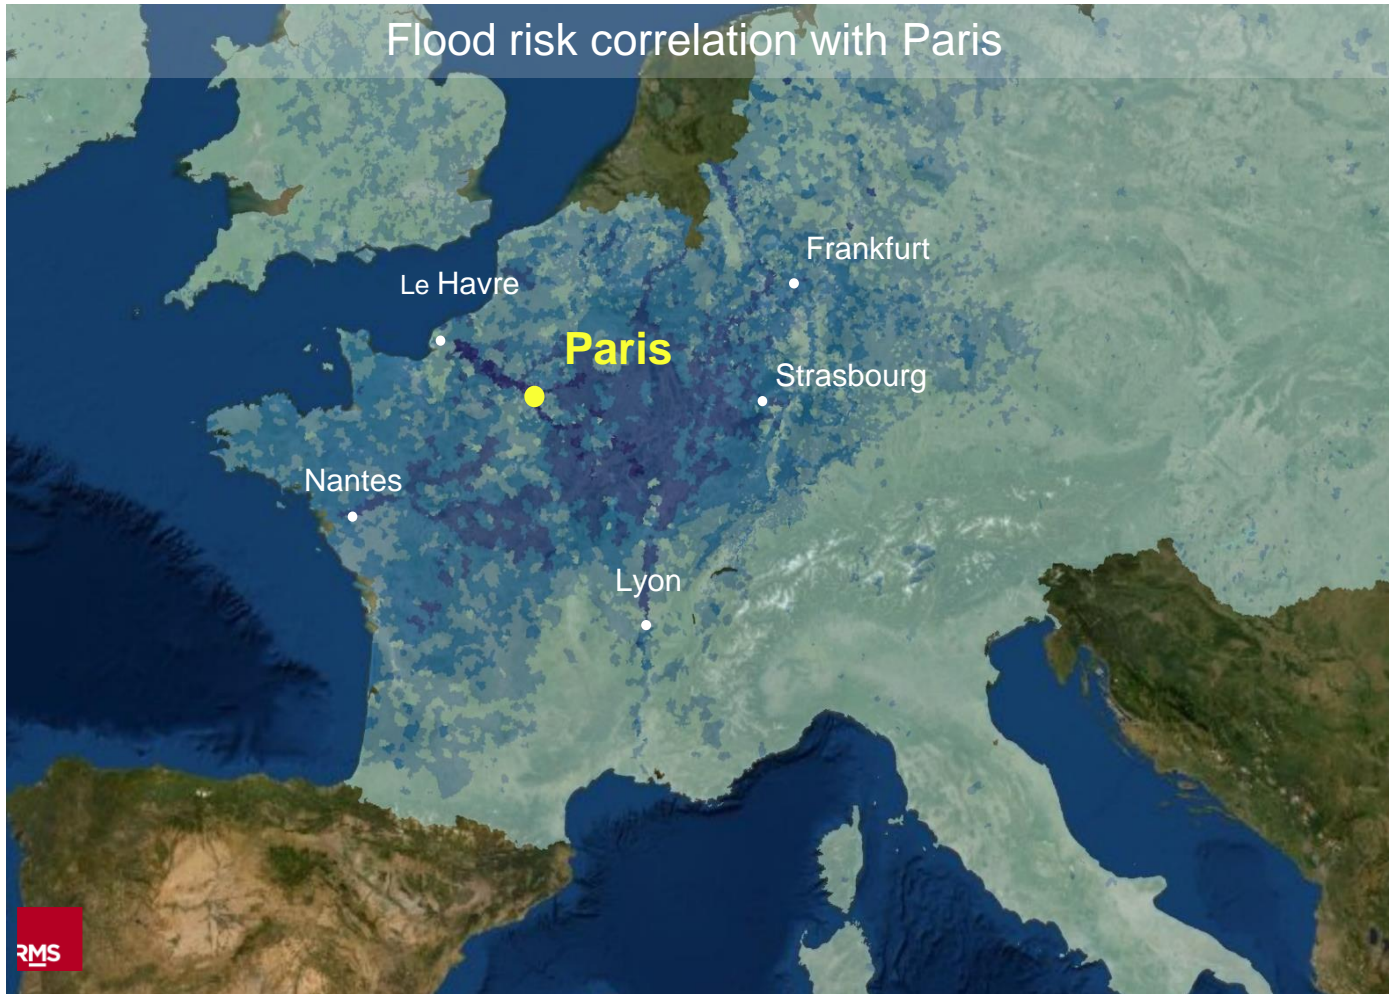 Flood risk correlation with Paris
Frankfurt
Le Havre
Paris
Strasbourg
Nantes
Lyon
RMS